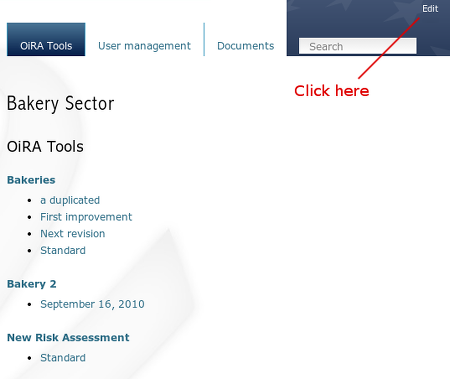 Edit
OiRA Tools
User management
Documents
Search
Click here
Bakery Sector
OiRA Tools
Bakeries
a duplicated
First improvement
Next revision
Standard
Bakery 2
September 16, 2010
New Risk Assessment
Standard